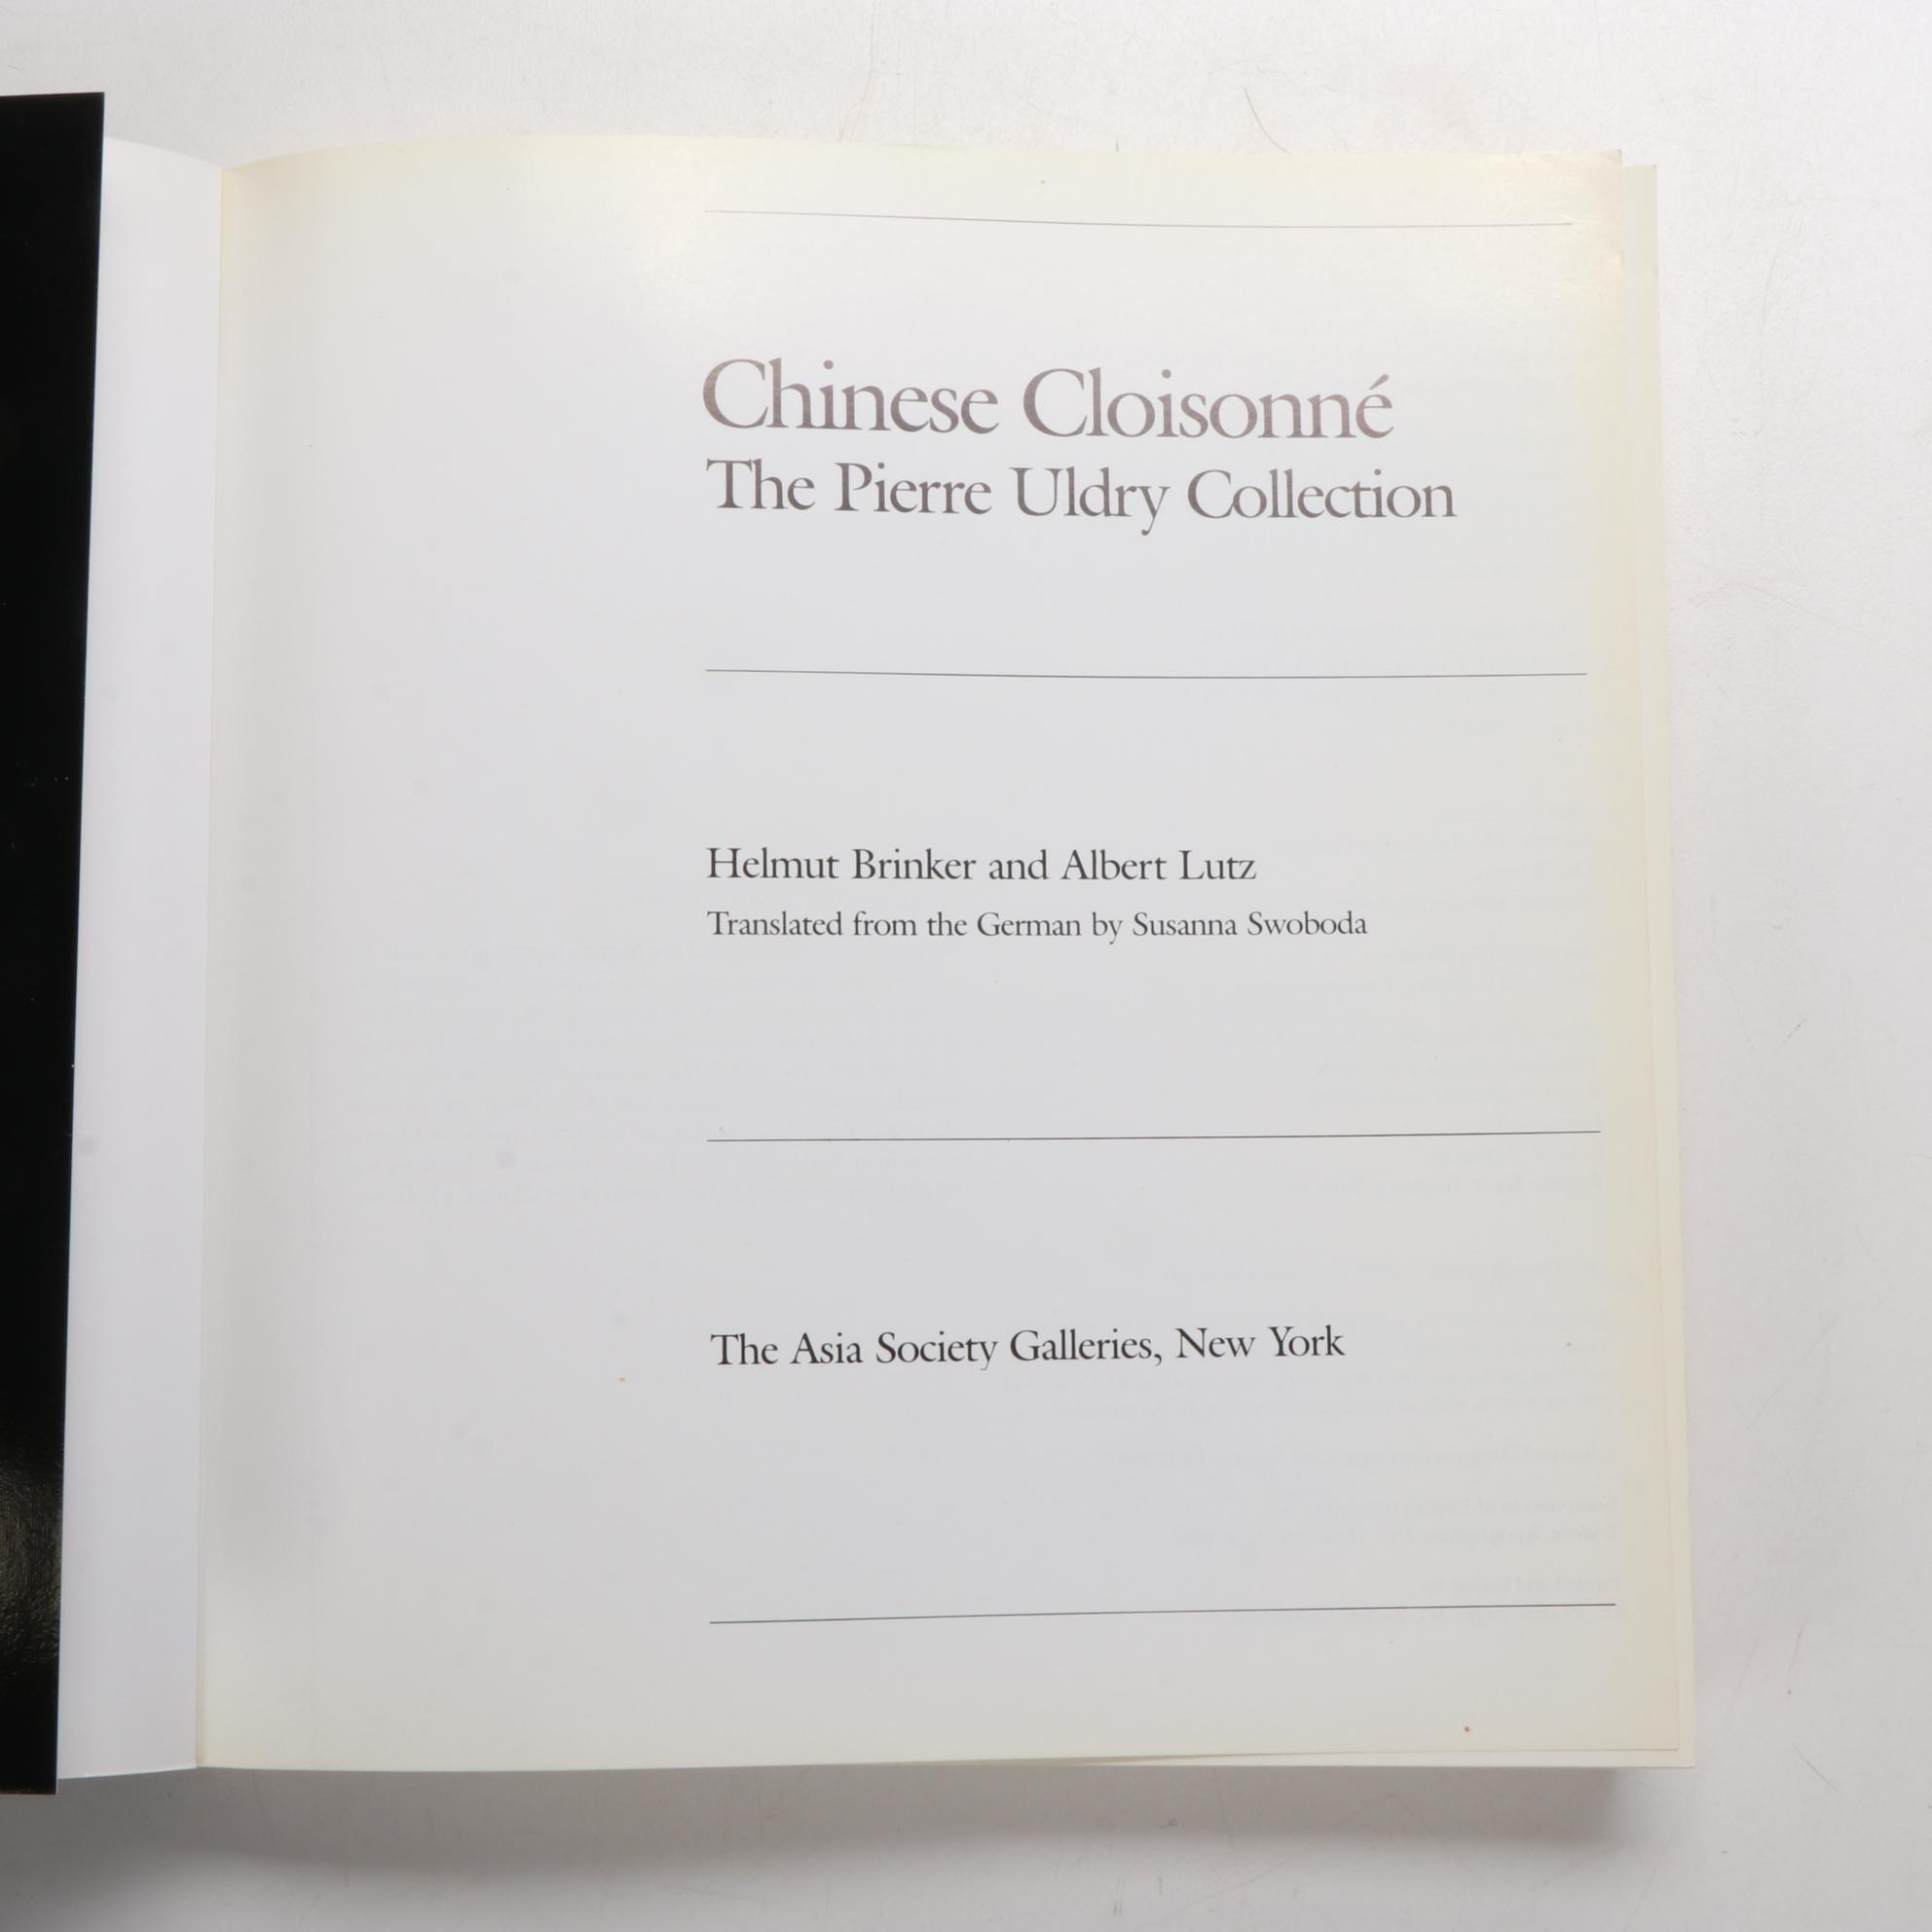 Chinese Cloisonné
The Pierre Uldry Collection
Helmut Brinker and Albert Lutz
Translated from the German by Susanna Swoboda
The Asia Society Galleries, New York